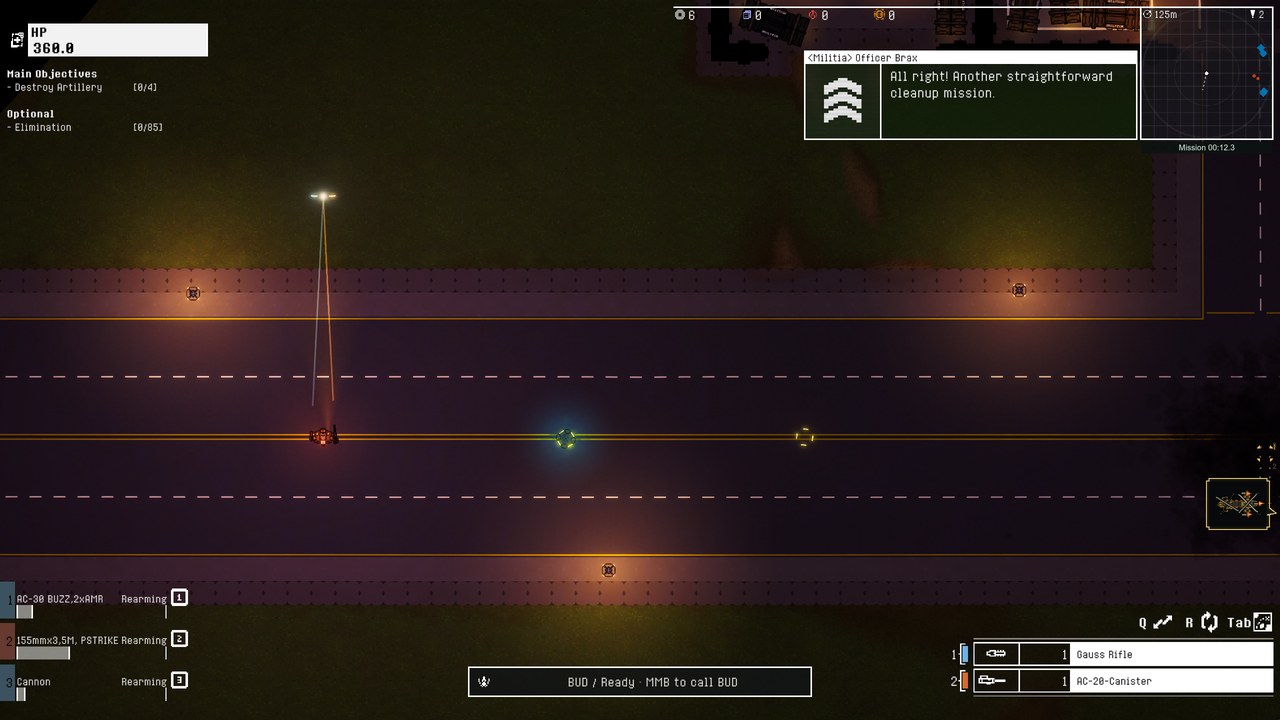 HP
360.0
Main Objectives
- Destroy Artillery [0/4]
Optional
- Elimination [0/85]
6 0 0 0
125m 2
<Militia> Officer Brax
All right! Another straightforward
cleanup mission.
Mission 00:12.3
1 AC-30 BUZZ,2xAMR Rearming 1
2 155mmx3,5M, PSTRIKE Rearming 2
3 Cannon Rearming 3
BUD / Ready · MMB to call BUD
Q R Tab
1 1 Gauss Rifle
2 1 AC-20-Canister